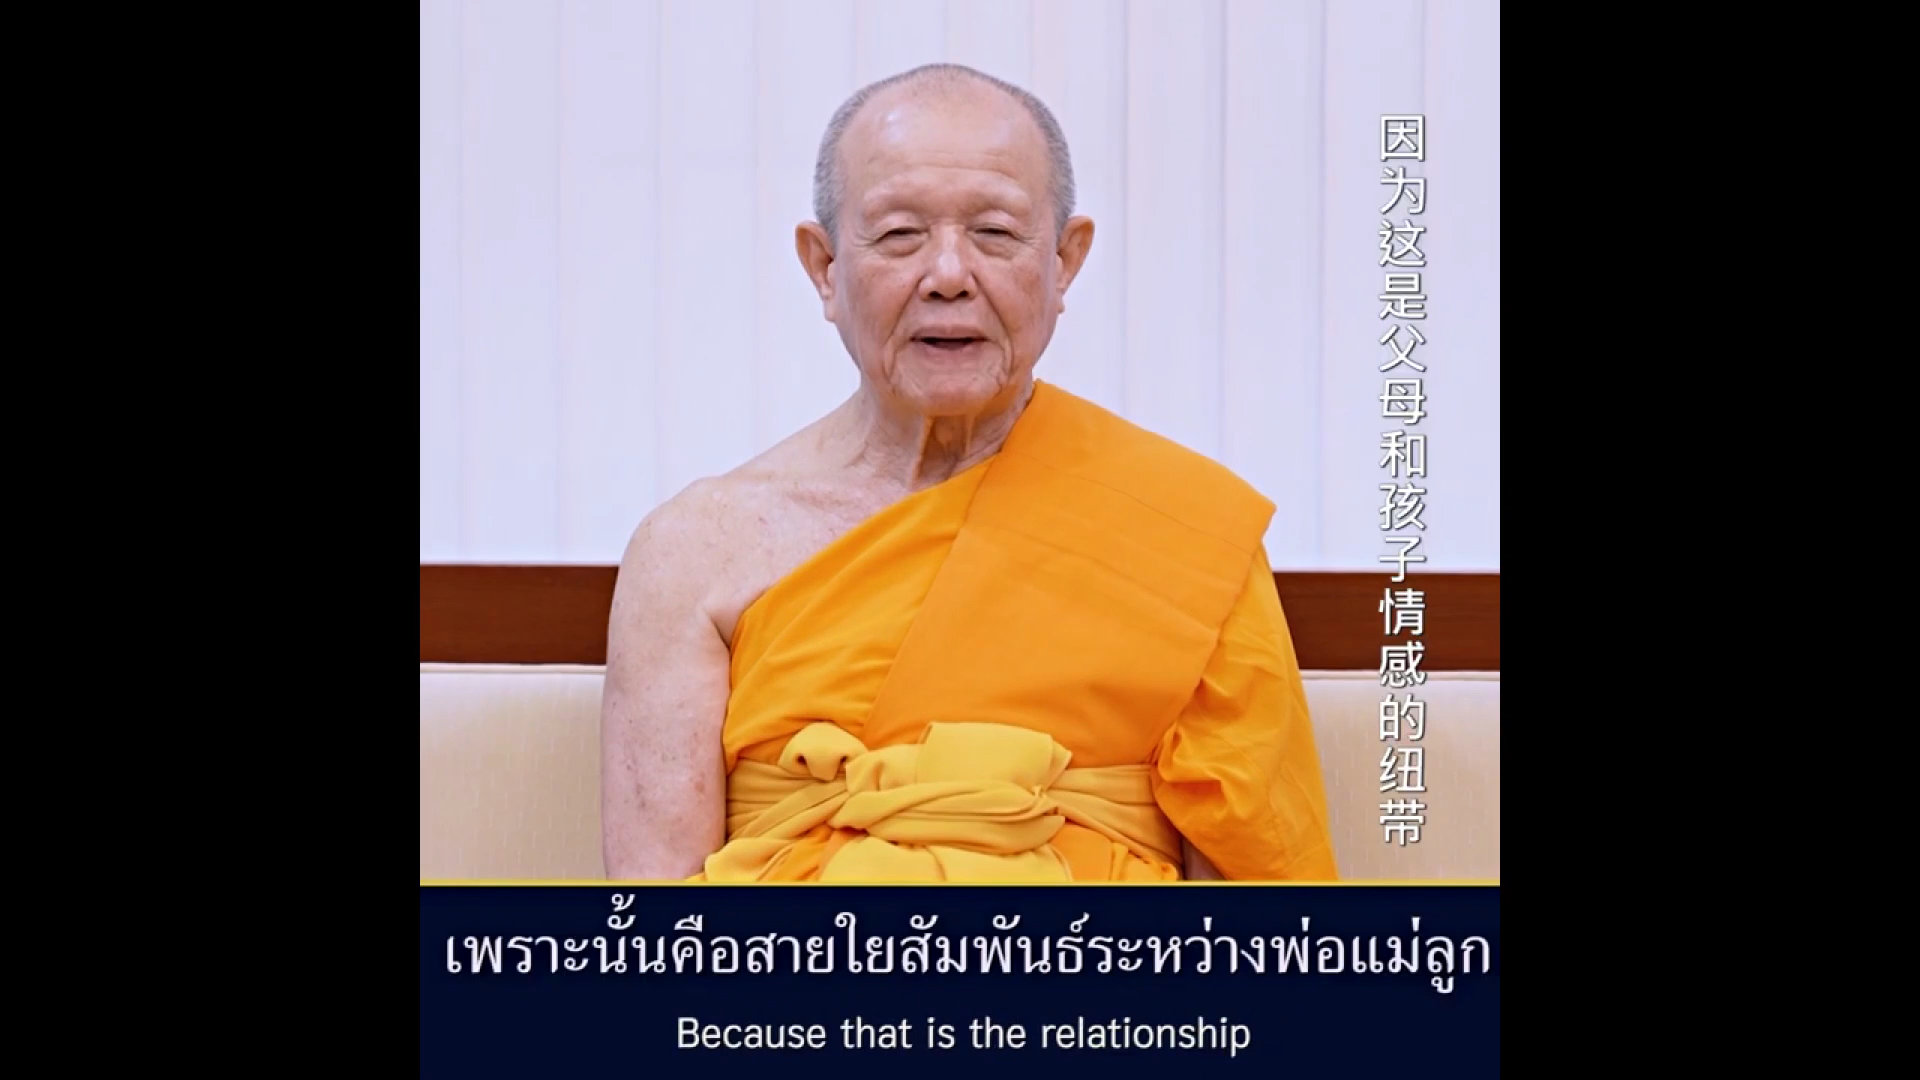 因为这是父母和孩子情感的纽带
เพราะนั้นคือสายใยสัมพันธ์ระหว่างพ่อแม่ลูก
Because that is the relationship